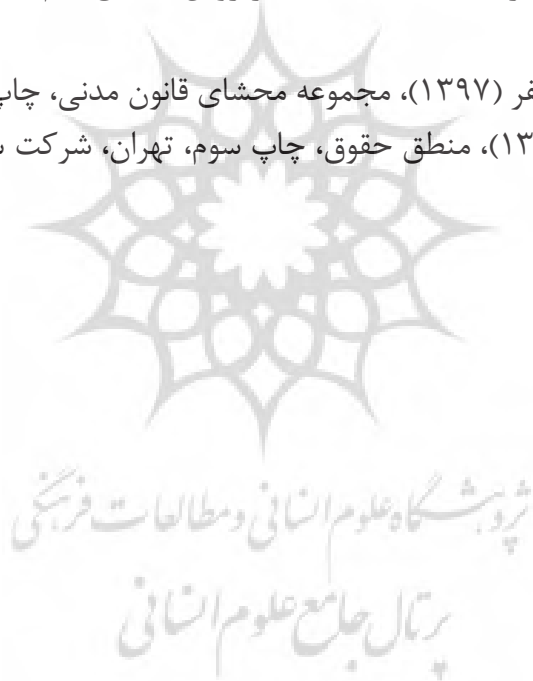 فر (۱۳۹۷)، مجموعه محشای قانون مدنی، چاپ
۱۳)، منطق حقوق، چاپ سوم، تهران، شرکت س
پژوهشگاه علوم انسانی و مطالعات فرهنگی
پرتال جامع علوم انسانی